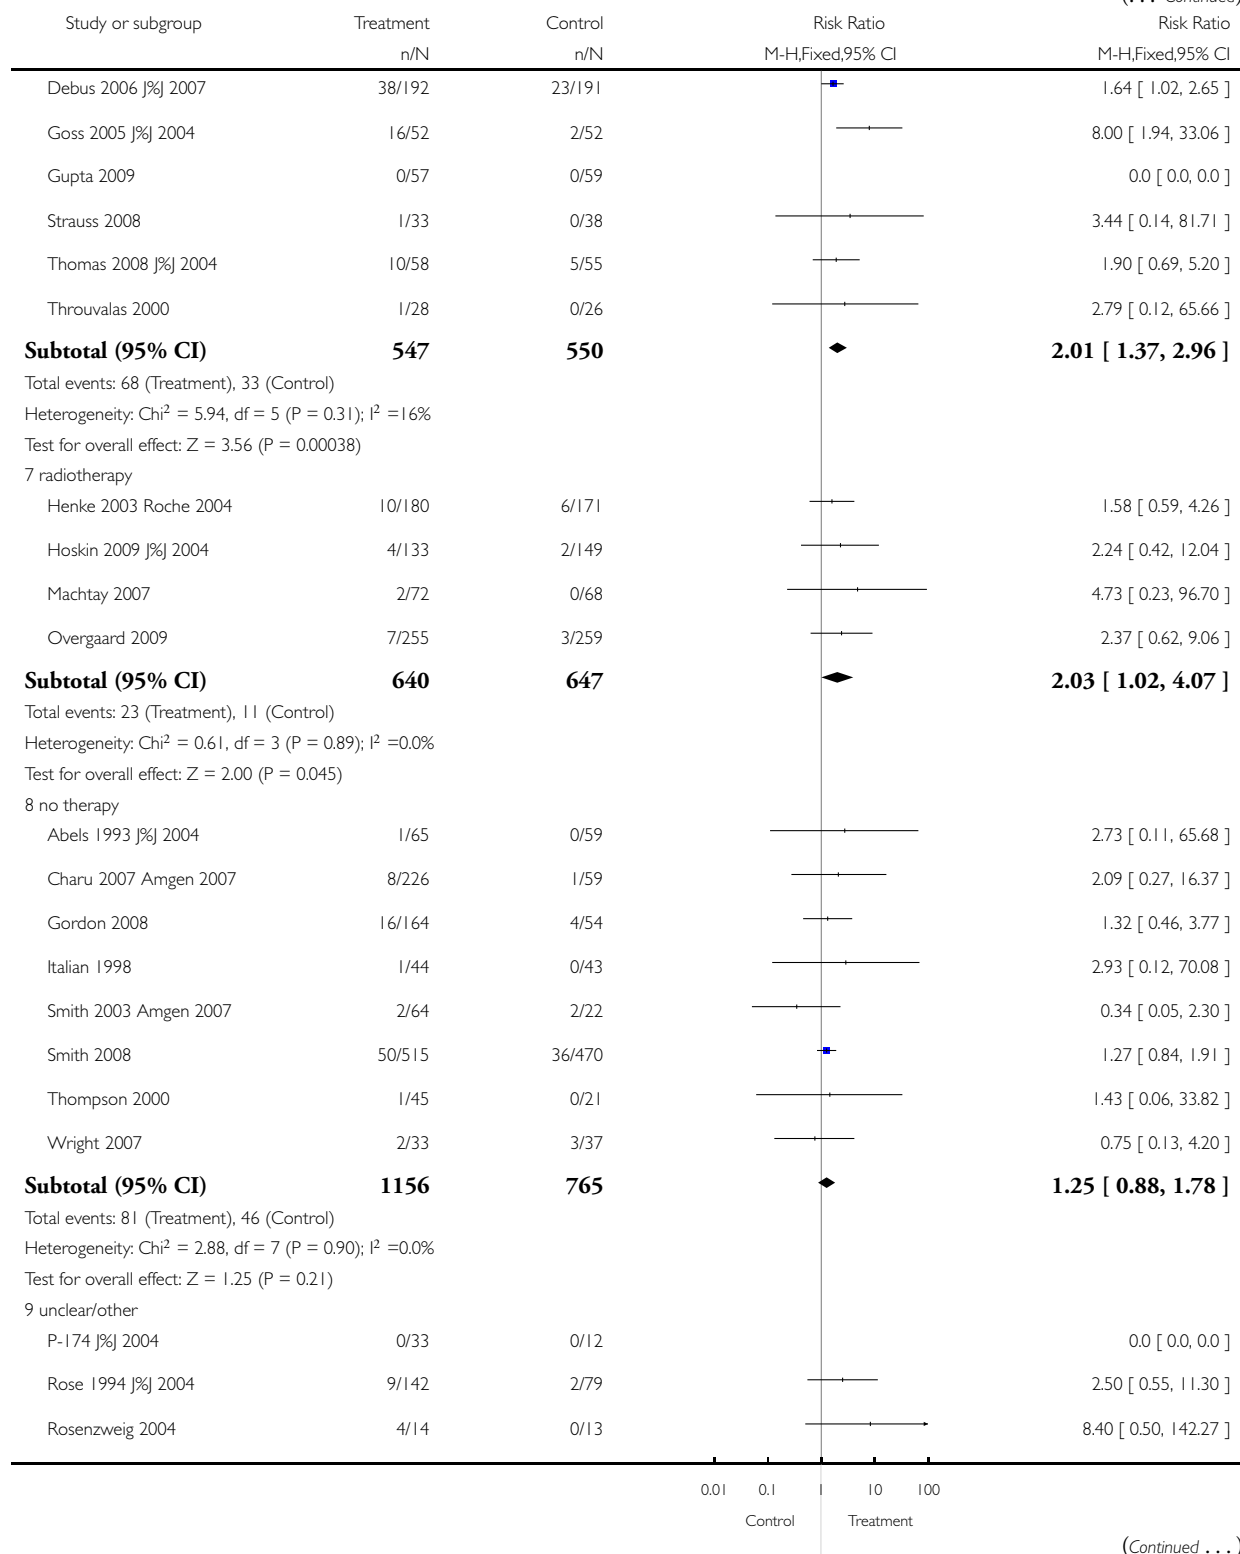 (... Continued)
Study or subgroup Treatment Control Risk Ratio Risk Ratio
n/N n/N M-H,Fixed,95% CI M-H,Fixed,95% CI
Debus 2006 J%J 2007 38/192 23/191 1.64 [ 1.02, 2.65 ]
Goss 2005 J%J 2004 16/52 2/52 8.00 [ 1.94, 33.06 ]
Gupta 2009 0/57 0/59 0.0 [ 0.0, 0.0 ]
Strauss 2008 1/33 0/38 3.44 [ 0.14, 81.71 ]
Thomas 2008 J%J 2004 10/58 5/55 1.90 [ 0.69, 5.20 ]
Throuvalas 2000 1/28 0/26 2.79 [ 0.12, 65.66 ]
Subtotal (95% CI) 547 550 2.01 [ 1.37, 2.96 ]
Total events: 68 (Treatment), 33 (Control)
Heterogeneity: Chi² = 5.94, df = 5 (P = 0.31); I² =16%
Test for overall effect: Z = 3.56 (P = 0.00038)
7 radiotherapy
Henke 2003 Roche 2004 10/180 6/171 1.58 [ 0.59, 4.26 ]
Hoskin 2009 J%J 2004 4/133 2/149 2.24 [ 0.42, 12.04 ]
Machtay 2007 2/72 0/68 4.73 [ 0.23, 96.70 ]
Overgaard 2009 7/255 3/259 2.37 [ 0.62, 9.06 ]
Subtotal (95% CI) 640 647 2.03 [ 1.02, 4.07 ]
Total events: 23 (Treatment), 11 (Control)
Heterogeneity: Chi² = 0.61, df = 3 (P = 0.89); I² =0.0%
Test for overall effect: Z = 2.00 (P = 0.045)
8 no therapy
Abels 1993 J%J 2004 1/65 0/59 2.73 [ 0.11, 65.68 ]
Charu 2007 Amgen 2007 8/226 1/59 2.09 [ 0.27, 16.37 ]
Gordon 2008 16/164 4/54 1.32 [ 0.46, 3.77 ]
Italian 1998 1/44 0/43 2.93 [ 0.12, 70.08 ]
Smith 2003 Amgen 2007 2/64 2/22 0.34 [ 0.05, 2.30 ]
Smith 2008 50/515 36/470 1.27 [ 0.84, 1.91 ]
Thompson 2000 1/45 0/21 1.43 [ 0.06, 33.82 ]
Wright 2007 2/33 3/37 0.75 [ 0.13, 4.20 ]
Subtotal (95% CI) 1156 765 1.25 [ 0.88, 1.78 ]
Total events: 81 (Treatment), 46 (Control)
Heterogeneity: Chi² = 2.88, df = 7 (P = 0.90); I² =0.0%
Test for overall effect: Z = 1.25 (P = 0.21)
9 unclear/other
P-174 J%J 2004 0/33 0/12 0.0 [ 0.0, 0.0 ]
Rose 1994 J%J 2004 9/142 2/79 2.50 [ 0.55, 11.30 ]
Rosenzweig 2004 4/14 0/13 8.40 [ 0.50, 142.27 ]
0.01 0.1 1 10 100
Control Treatment
(Continued ...)